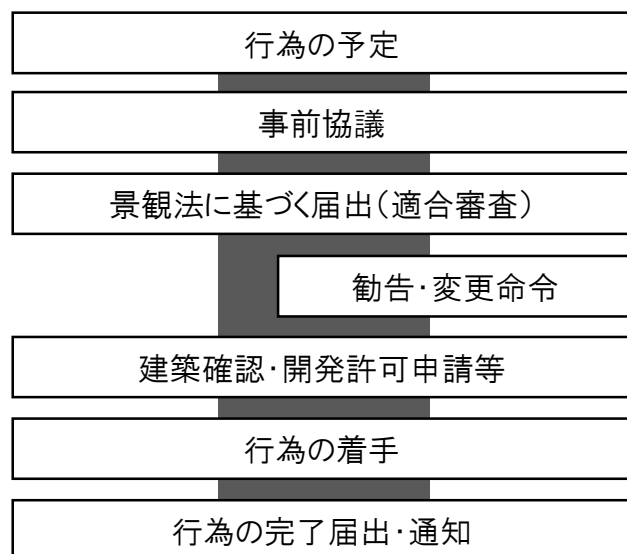 行為の予定
事前協議
景観法に基づく届出（適合審査）
勧告・変更命令
建築確認・開発許可申請等
行為の着手
行為の完了届出・通知